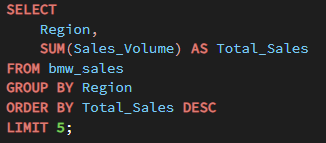 SELECT
    Region,
    SUM(Sales_Volume) AS Total_Sales
FROM bmw_sales
GROUP BY Region
ORDER BY Total_Sales DESC
LIMIT 5;